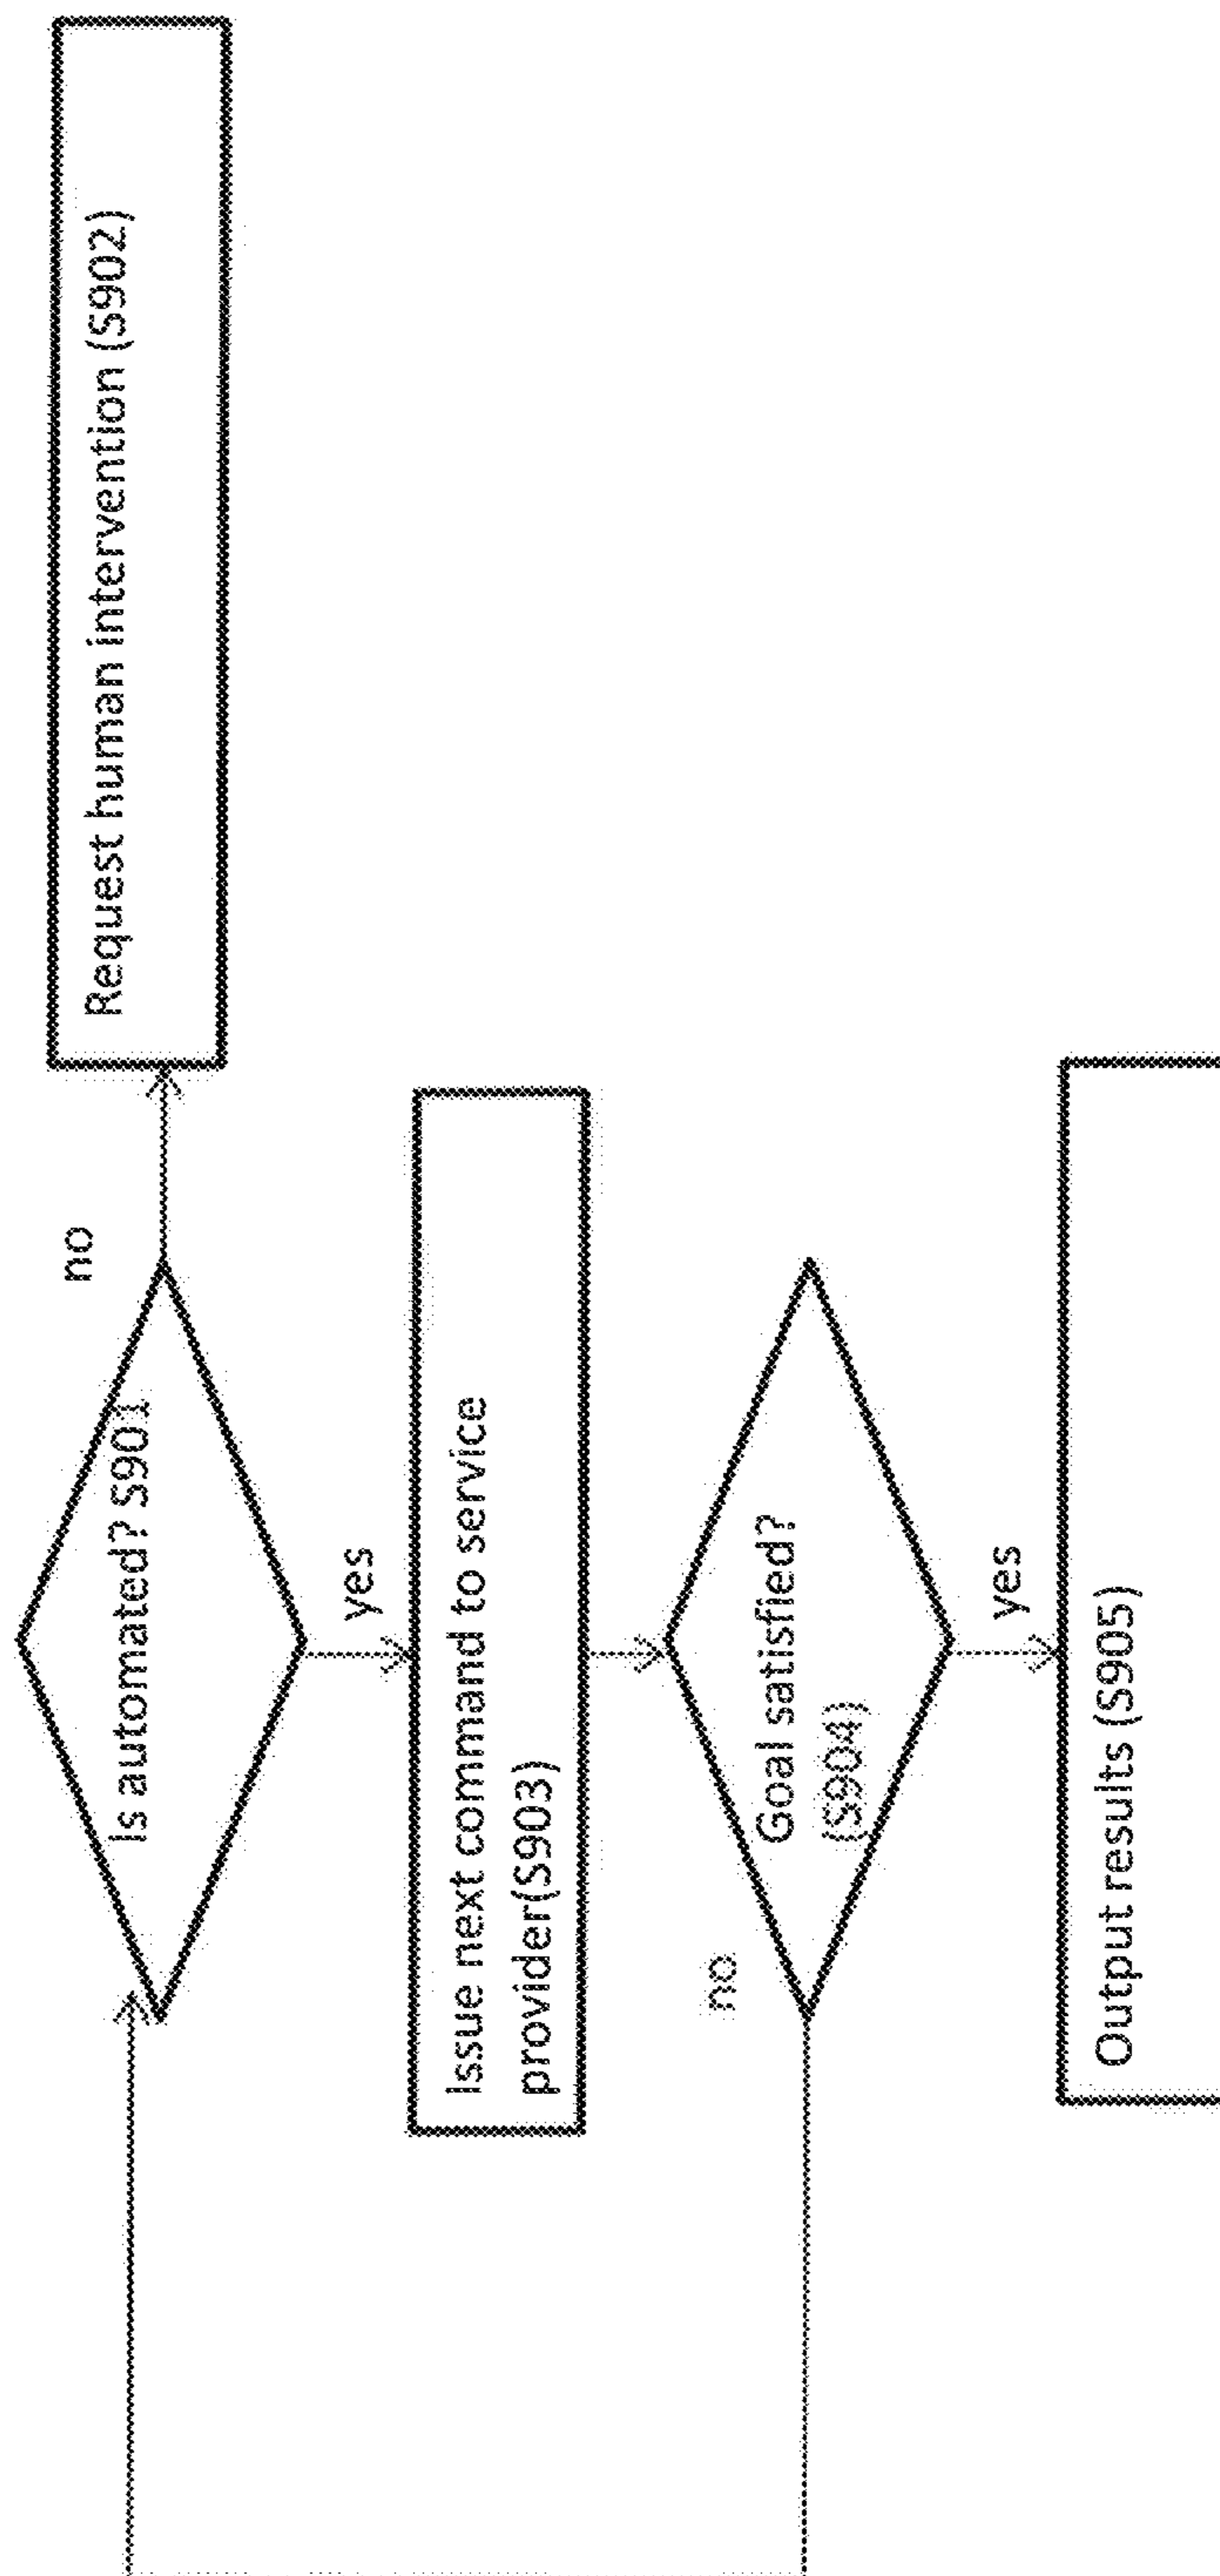 Is automated? S901
no
Request human intervention (S902)
yes
Issue next command to service
provider(S903)
no
Goal satisfied?
(S904)
yes
Output results (S905)